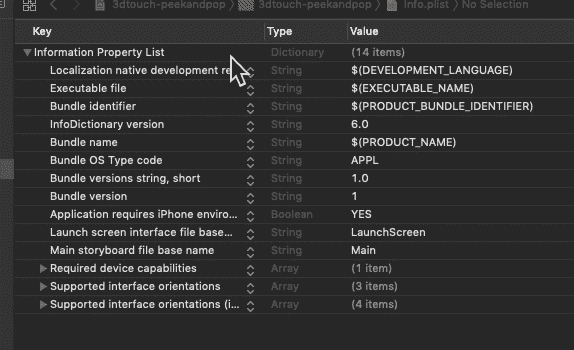 3dtouch-peekandpop 3dtouch-peekandpop Info.plist No Selection
Key Type Value
Information Property List Dictionary (14 items)
Localization native development re String $(DEVELOPMENT_LANGUAGE)
Executable file String $(EXECUTABLE_NAME)
Bundle identifier String $(PRODUCT_BUNDLE_IDENTIFIER)
InfoDictionary version String 6.0
Bundle name String $(PRODUCT_NAME)
Bundle OS Type code String APPL
Bundle versions string, short String 1.0
Bundle version String 1
Application requires iPhone enviro... Boolean YES
Launch screen interface file base... String LaunchScreen
Main storyboard file base name String Main
Required device capabilities Array (1 item)
Supported interface orientations Array (3 items)
Supported interface orientations (i... Array (4 items)